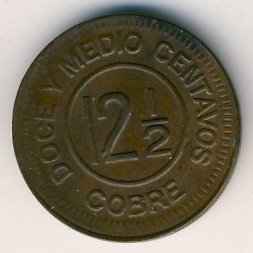 DOCE Y MEDIO CENTAVOS
12 ½
COBRE